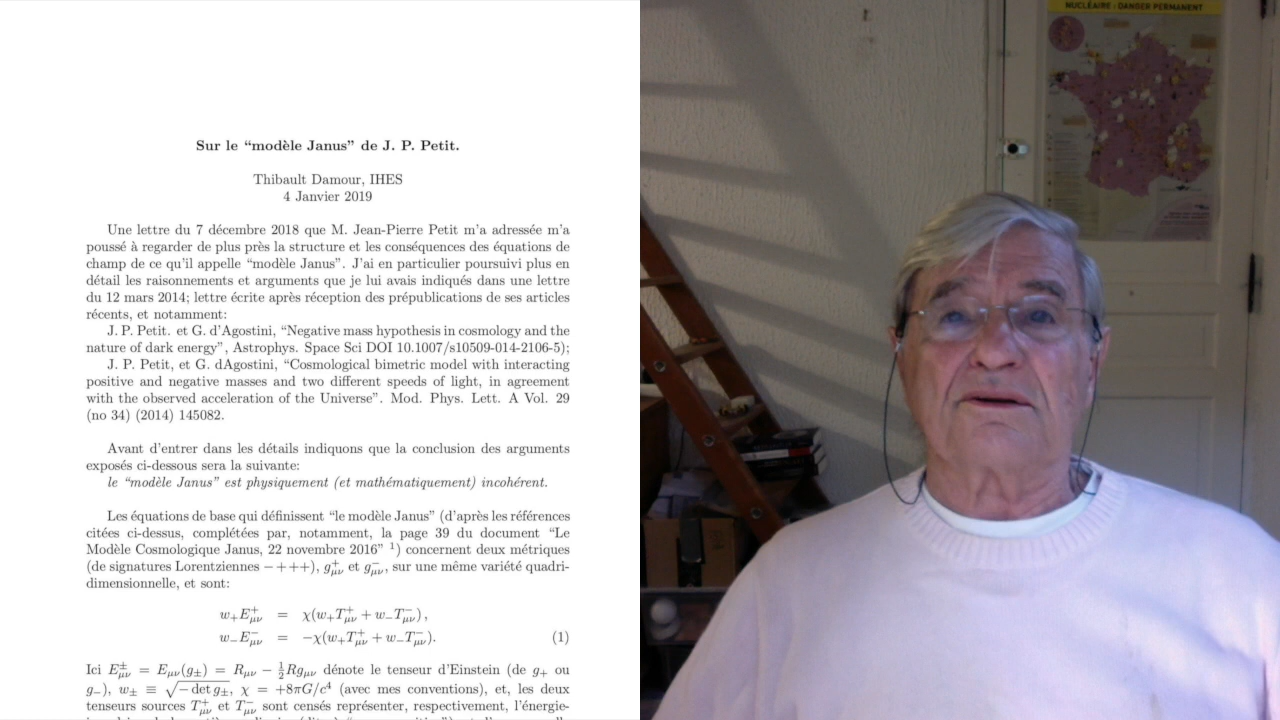 Sur le “modèle Janus” de J. P. Petit.
Thibault Damour, IHES
4 Janvier 2019
Une lettre du 7 décembre 2018 que M. Jean-Pierre Petit m’a adressée m’a
poussé à regarder de plus près la structure et les conséquences des équations de
champ de ce qu’il appelle “modèle Janus”. J’ai en particulier poursuivi plus en
détail les raisonnements et arguments que je lui avais indiqués dans une lettre
du 12 mars 2014; lettre écrite après réception des prépublications de ses articles
récents, et notamment:
J. P. Petit. et G. d’Agostini, “Negative mass hypothesis in cosmology and the
nature of dark energy”, Astrophys. Space Sci DOI 10.1007/s10509-014-2106-5);
J. P. Petit, et G. dAgostini, “Cosmological bimetric model with interacting
positive and negative masses and two different speeds of light, in agreement
with the observed acceleration of the Universe”. Mod. Phys. Lett. A Vol. 29
(no 34) (2014) 145082.
Avant d’entrer dans les détails indiquons que la conclusion des arguments
exposés ci-dessous sera la suivante:
le “modèle Janus” est physiquement (et mathématiquement) incohérent.
Les équations de base qui définissent “le modèle Janus” (d’après les références
citées ci-dessus, complétées par, notamment, la page 39 du document “Le
Modèle Cosmologique Janus, 22 novembre 2016” ¹) concernent deux métriques
(de signatures Lorentziennes − + ++), g⁺μν et g⁻μν, sur une même variété quadri-
dimensionnelle, et sont:
w₊E⁺μν = χ(w₊T⁺μν + w₋T⁻μν) ,
w₋E⁻μν = −χ(w₊T⁺μν + w₋T⁻μν). (1)
Ici E±μν = Eμν(g±) = Rμν − ½Rgμν dénote le tenseur d’Einstein (de g₊ ou
g₋), w± ≡ √−det g±, χ = +8πG/c⁴ (avec mes conventions), et, les deux
tenseurs sources T⁺μν et T⁻μν sont censés représenter, respectivement, l’énergie-
NUCLÉAIRE : DANGER PERMANENT